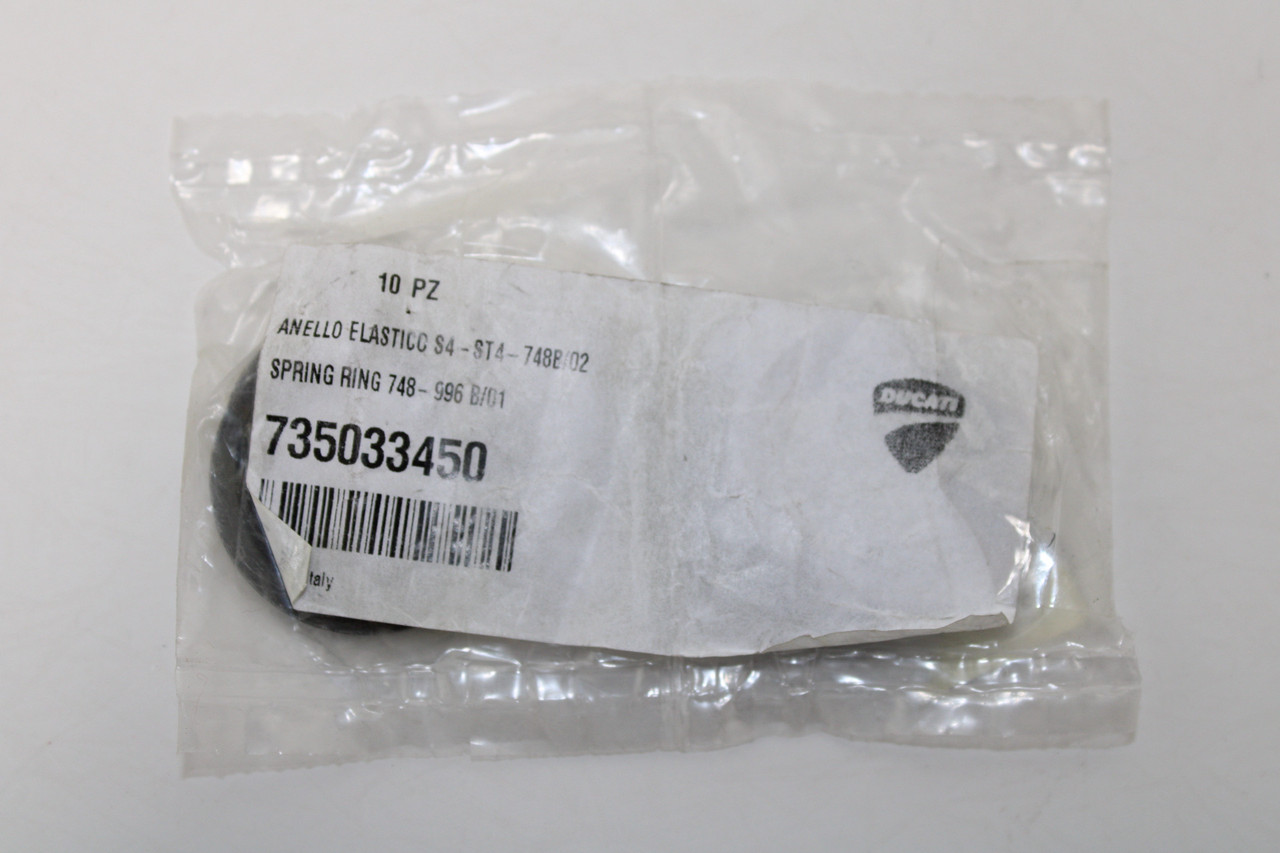 10 PZ
ANELLO ELASTICO S4-ST4-748B/02
SPRING RING 748-996 B/01
735033450
DUCATI
taly